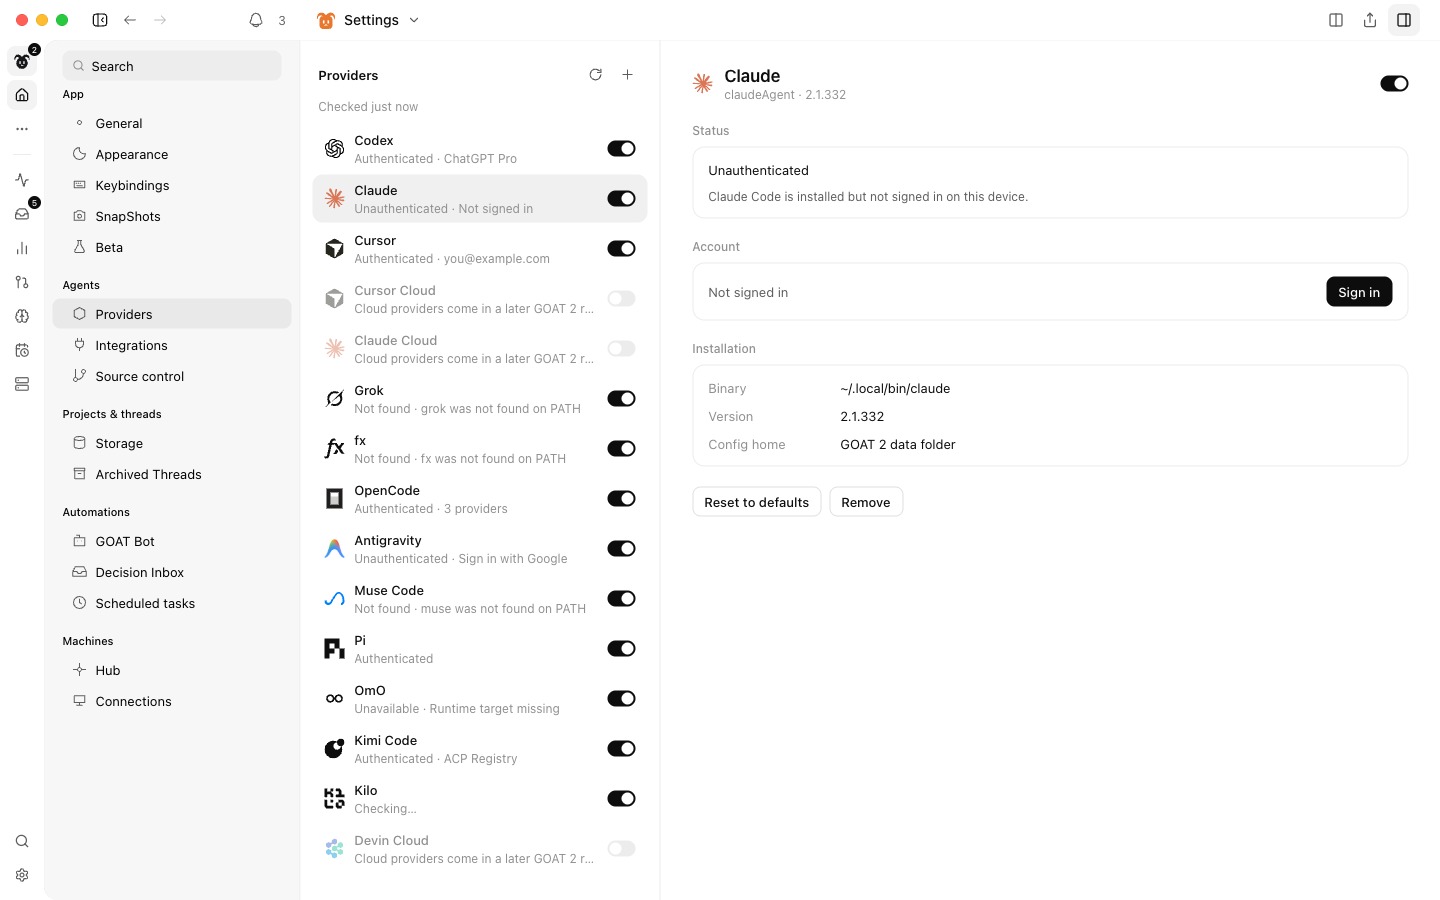 3
Settings
2
5
Search
App
General
Appearance
Keybindings
SnapShots
Beta
Agents
Providers
Integrations
Source control
Projects & threads
Storage
Archived Threads
Automations
GOAT Bot
Decision Inbox
Scheduled tasks
Machines
Hub
Connections
Providers
Checked just now
Codex
Authenticated · ChatGPT Pro
Claude
Unauthenticated · Not signed in
Cursor
Authenticated · you@example.com
Cursor Cloud
Cloud providers come in a later GOAT 2 r...
Claude Cloud
Cloud providers come in a later GOAT 2 r...
Grok
Not found · grok was not found on PATH
fx
fx
Not found · fx was not found on PATH
OpenCode
Authenticated · 3 providers
Antigravity
Unauthenticated · Sign in with Google
Muse Code
Not found · muse was not found on PATH
Pi
Authenticated
OmO
Unavailable · Runtime target missing
Kimi Code
Authenticated · ACP Registry
Kilo
Checking...
Devin Cloud
Cloud providers come in a later GOAT 2 r...
Claude
claudeAgent · 2.1.332
Status
Unauthenticated
Claude Code is installed but not signed in on this device.
Account
Not signed in
Sign in
Installation
Binary ~/.local/bin/claude
Version 2.1.332
Config home GOAT 2 data folder
Reset to defaults Remove